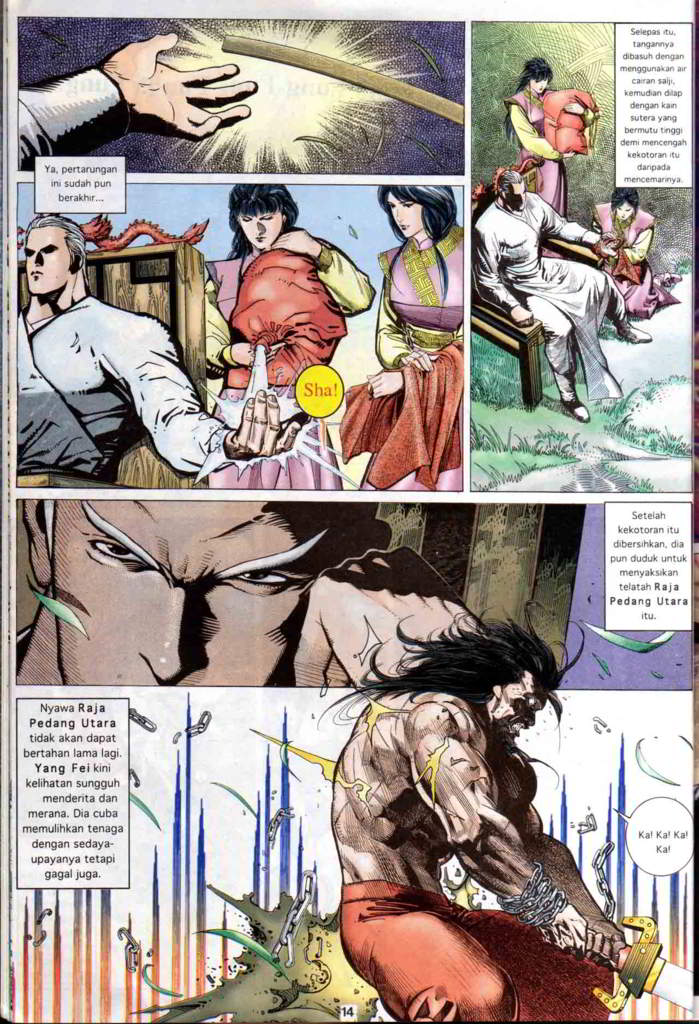 Ya, pertarungan
ini sudah pun
berakhir...
Sha!
Selepas itu,
tangannya
dibasuh dengan
menggunakan air
cairan salji,
kemudian dilap
dengan kain
sutera yang
bermutu tinggi
demi mencengah
kekotoran itu
daripada
mencemarinya.
Setelah
kekotoran itu
dibersihkan, dia
pun duduk untuk
menyaksikan
telatah Raja
Pedang Utara
itu.
Nyawa Raja
Pedang Utara
tidak akan dapat
bertahan lama lagi.
Yang Fei kini
kelihatan sungguh
menderita dan
merana. Dia cuba
memulihkan tenaga
dengan sedaya-
upayanya tetapi
gagal juga.
Ka! Ka! Ka!
Ka!
14